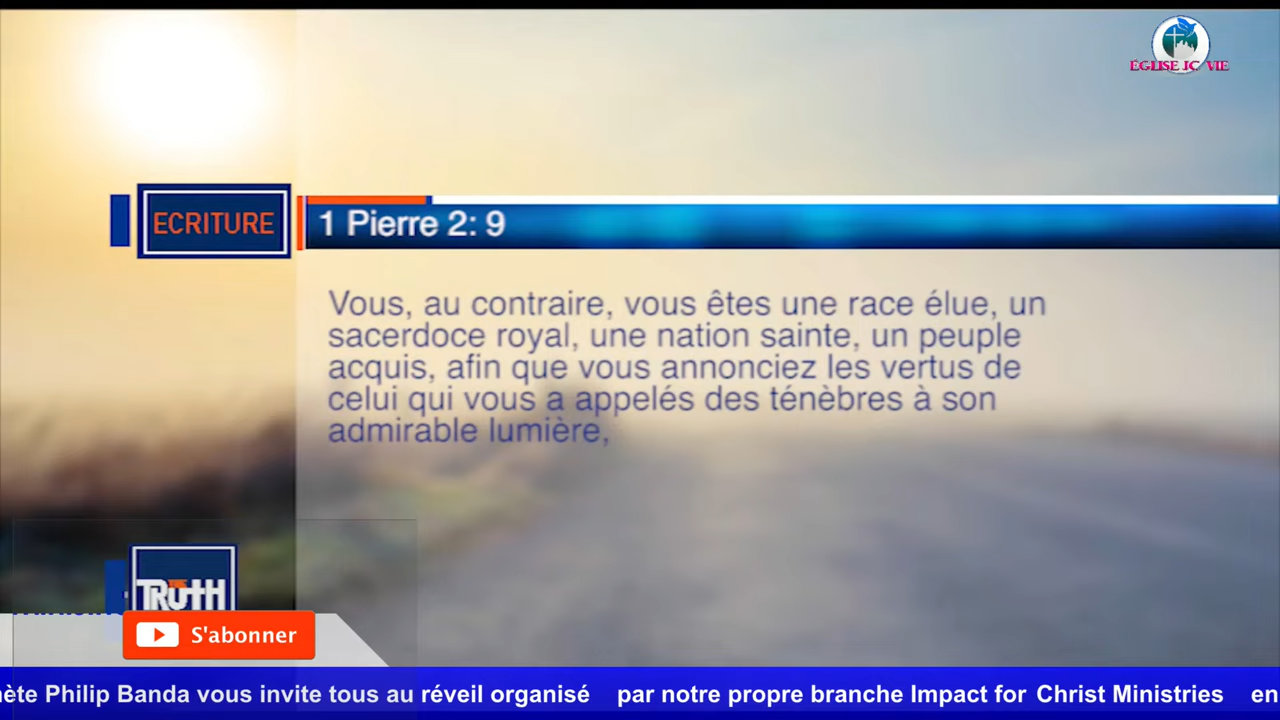 ÉGLISE JC VIE
ECRITURE
1 Pierre 2: 9
Vous, au contraire, vous êtes une race élue, un
sacerdoce royal, une nation sainte, un peuple
acquis, afin que vous annonciez les vertus de
celui qui vous a appelés des ténèbres à son
admirable lumière,
TRUTH
S'abonner
Philip Banda vous invite tous au réveil organisé par notre propre branche Impact for Christ Ministries en